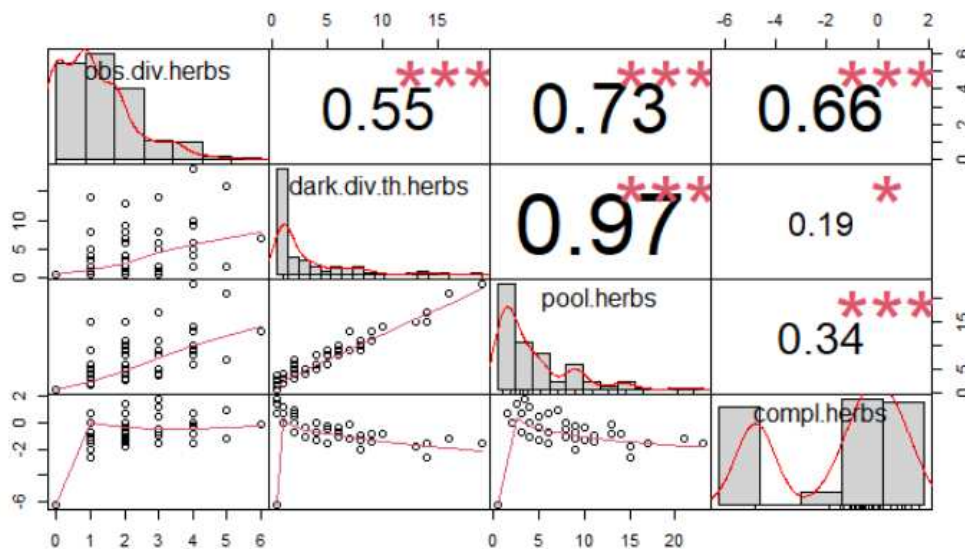 0 5 10 15 -6 -4 -2 0 2
obs.div.herbs
0.55 ***
0.73 ***
0.66 ***
0 2 4 6
0 5 10
dark.div.th.herbs
0.97 ***
0.19 *
pool.herbs
0.34 ***
0 5 15
-6 -2 0 2
compl.herbs
0 1 2 3 4 5 6 0 5 10 15 20